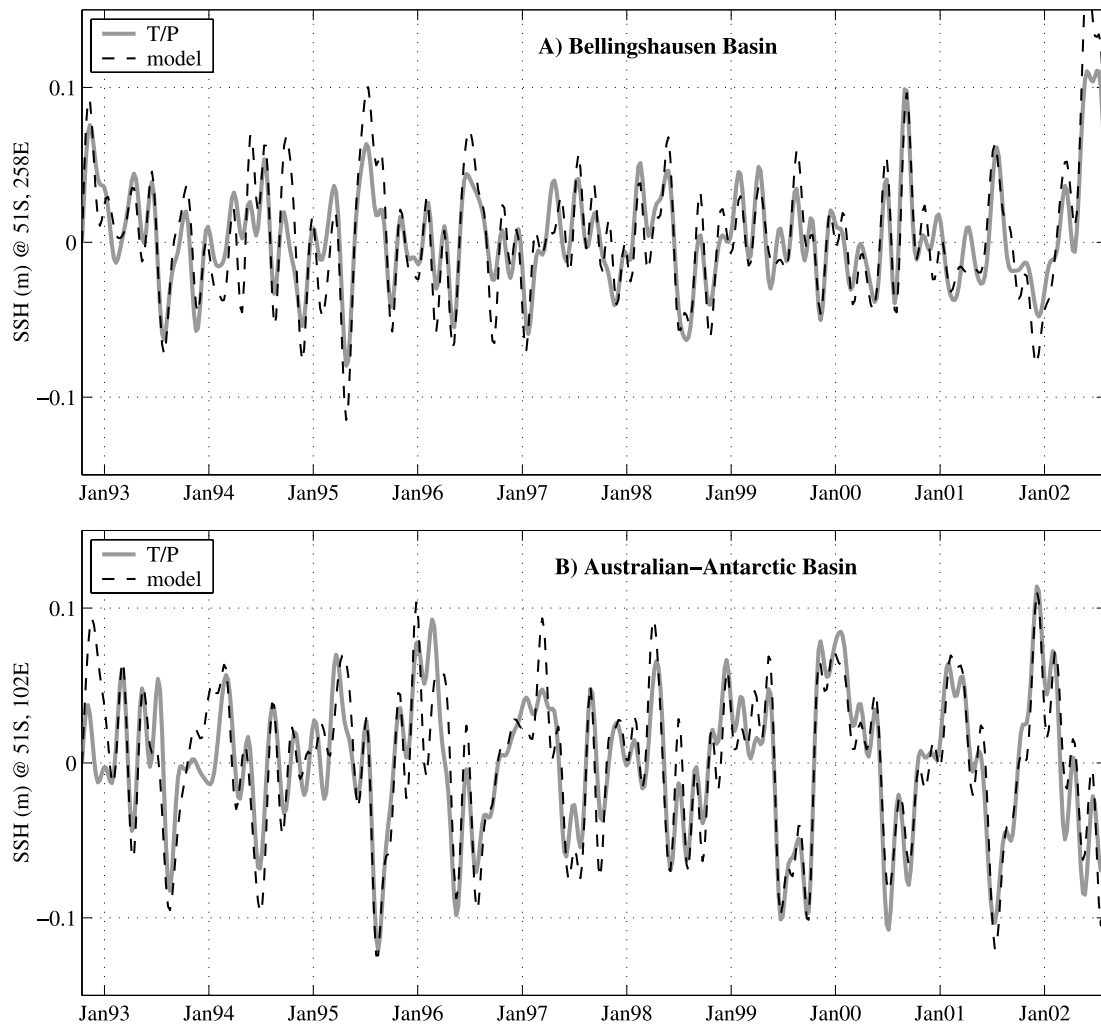 T/P
model
A) Bellingshausen Basin
SSH (m) @ 51S, 258E
0.1
0
−0.1
Jan93 Jan94 Jan95 Jan96 Jan97 Jan98 Jan99 Jan00 Jan01 Jan02
T/P
model
B) Australian−Antarctic Basin
SSH (m) @ 51S, 102E
0.1
0
−0.1
Jan93 Jan94 Jan95 Jan96 Jan97 Jan98 Jan99 Jan00 Jan01 Jan02